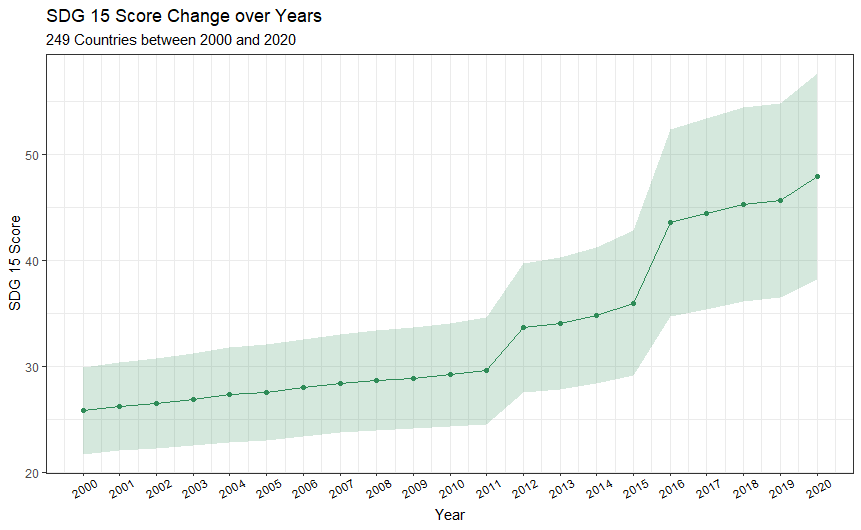 SDG 15 Score Change over Years
249 Countries between 2000 and 2020
SDG 15 Score
50
40
30
20
2000 2001 2002 2003 2004 2005 2006 2007 2008 2009 2010 2011 2012 2013 2014 2015 2016 2017 2018 2019 2020
Year